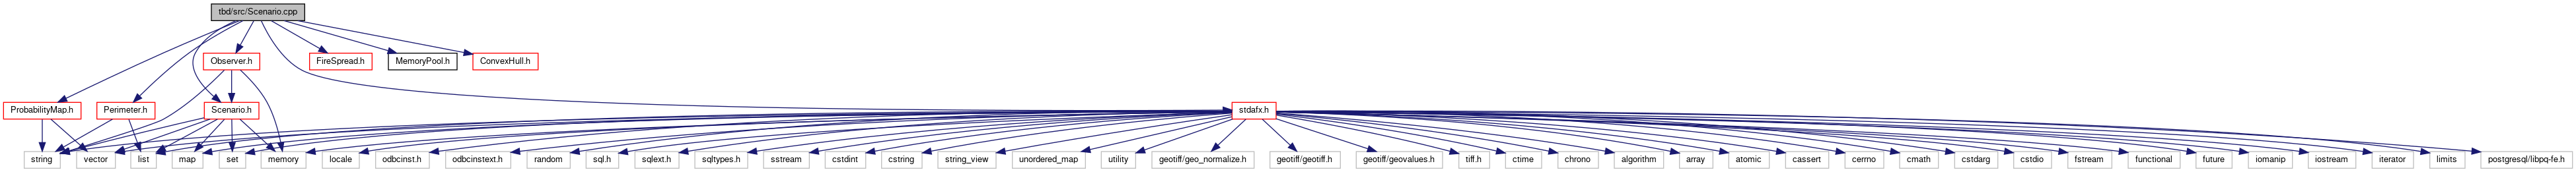 tbd/src/Scenario.cpp
Observer.h
FireSpread.h
MemoryPool.h
ConvexHull.h
ProbabilityMap.h
Perimeter.h
Scenario.h
stdafx.h
string
vector
list
map
set
memory
locale
odbcinst.h
odbcinstext.h
random
sql.h
sqlext.h
sqltypes.h
sstream
cstdint
cstring
string_view
unordered_map
utility
geotiff/geo_normalize.h
geotiff/geotiff.h
geotiff/geovalues.h
tiff.h
ctime
chrono
algorithm
array
atomic
cassert
cerrno
cmath
cstdarg
cstdio
fstream
functional
future
iomanip
iostream
iterator
limits
postgresql/libpq-fe.h